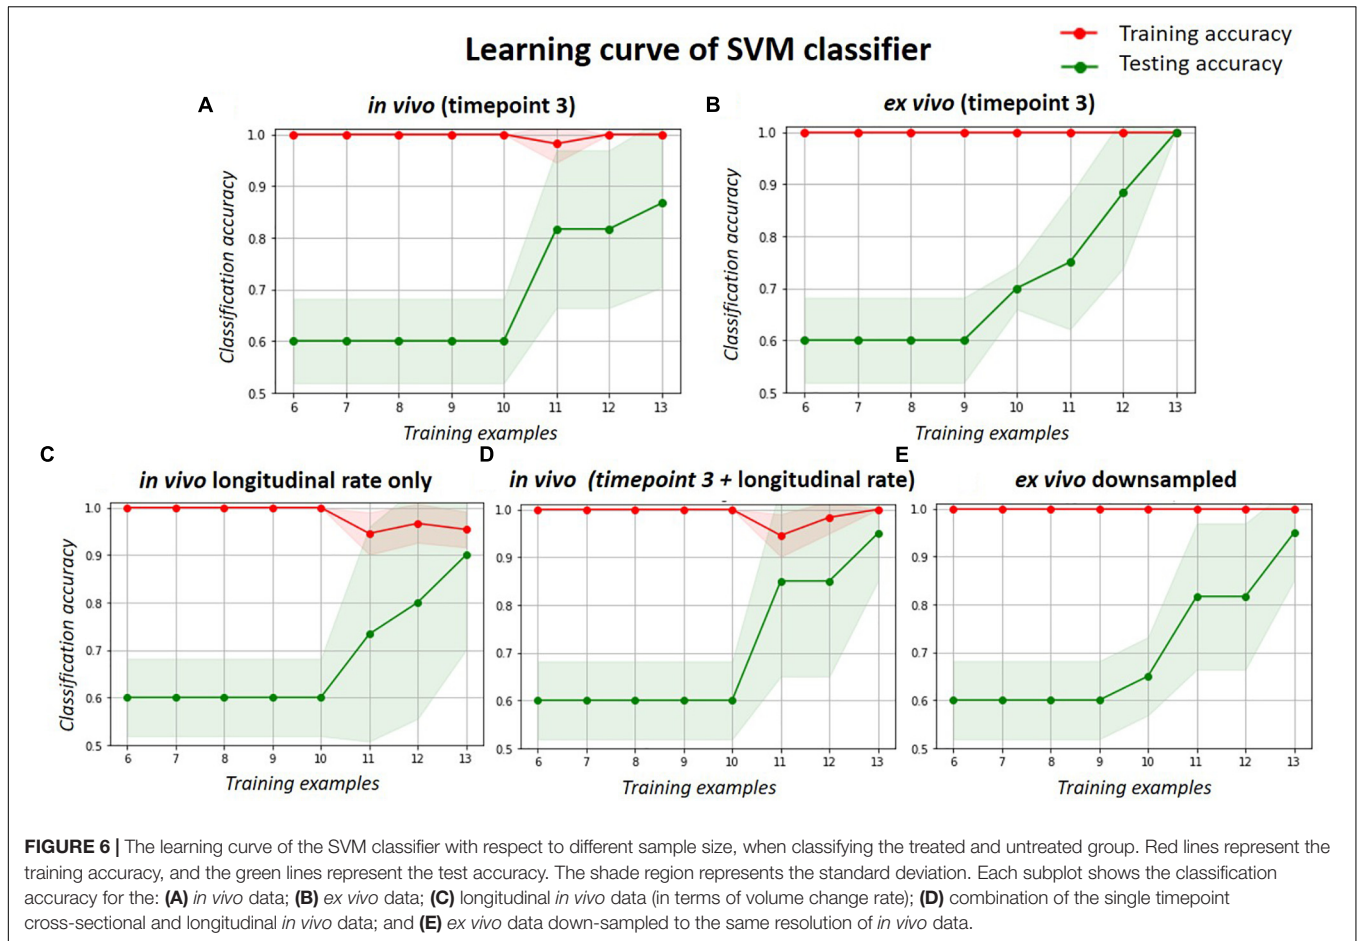 Learning curve of SVM classifier
Training accuracy
Testing accuracy
A
in vivo (timepoint 3)
1.0
0.9
0.8
0.7
0.6
0.5
Classification accuracy
6 7 8 9 10 11 12 13
Training examples
B
ex vivo (timepoint 3)
1.0
0.9
0.8
0.7
0.6
0.5
Classification accuracy
6 7 8 9 10 11 12 13
Training examples
C
in vivo longitudinal rate only
1.0
0.9
0.8
0.7
0.6
0.5
Classification accuracy
6 7 8 9 10 11 12 13
Training examples
D
in vivo (timepoint 3 + longitudinal rate)
1.0
0.9
0.8
0.7
0.6
0.5
6 7 8 9 10 11 12 13
Training examples
E
ex vivo downsampled
1.0
0.9
0.8
0.7
0.6
0.5
6 7 8 9 10 11 12 13
Training examples
FIGURE 6 | The learning curve of the SVM classifier with respect to different sample size, when classifying the treated and untreated group. Red lines represent the
training accuracy, and the green lines represent the test accuracy. The shade region represents the standard deviation. Each subplot shows the classification
accuracy for the: (A) in vivo data; (B) ex vivo data; (C) longitudinal in vivo data (in terms of volume change rate); (D) combination of the single timepoint
cross-sectional and longitudinal in vivo data; and (E) ex vivo data down-sampled to the same resolution of in vivo data.